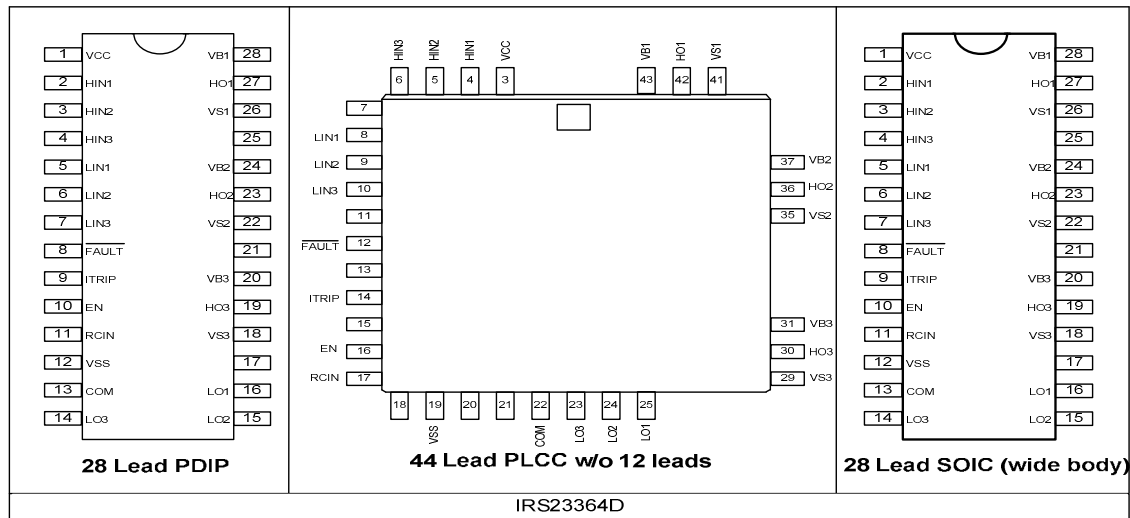 1 VCC VB1 28
2 HIN1 HO1 27
3 HIN2 VS1 26
4 HIN3 25
5 LIN1 VB2 24
6 LIN2 HO2 23
7 LIN3 VS2 22
8 FAULT 21
9 ITRIP VB3 20
10 EN HO3 19
11 RCIN VS3 18
12 VSS 17
13 COM LO1 16
14 LO3 LO2 15
28 Lead PDIP
HIN3 HIN2 HIN1 VCC VB1 HO1 VS1
6 5 4 3 43 42 41
7
LIN1 8
LIN2 9 37 VB2
LIN3 10 36 HO2
11 35 VS2
FAULT 12
13
ITRIP 14
15 31 VB3
EN 16 30 HO3
RCIN 17 29 VS3
18 19 20 21 22 23 24 25
VSS COM LO3 LO2 LO1
44 Lead PLCC w/o 12 leads
1 VCC VB1 28
2 HIN1 HO1 27
3 HIN2 VS1 26
4 HIN3 25
5 LIN1 VB2 24
6 LIN2 HO2 23
7 LIN3 VS2 22
8 FAULT 21
9 ITRIP VB3 20
10 EN HO3 19
11 RCIN VS3 18
12 VSS 17
13 COM LO1 16
14 LO3 LO2 15
28 Lead SOIC (wide body)
IRS23364D